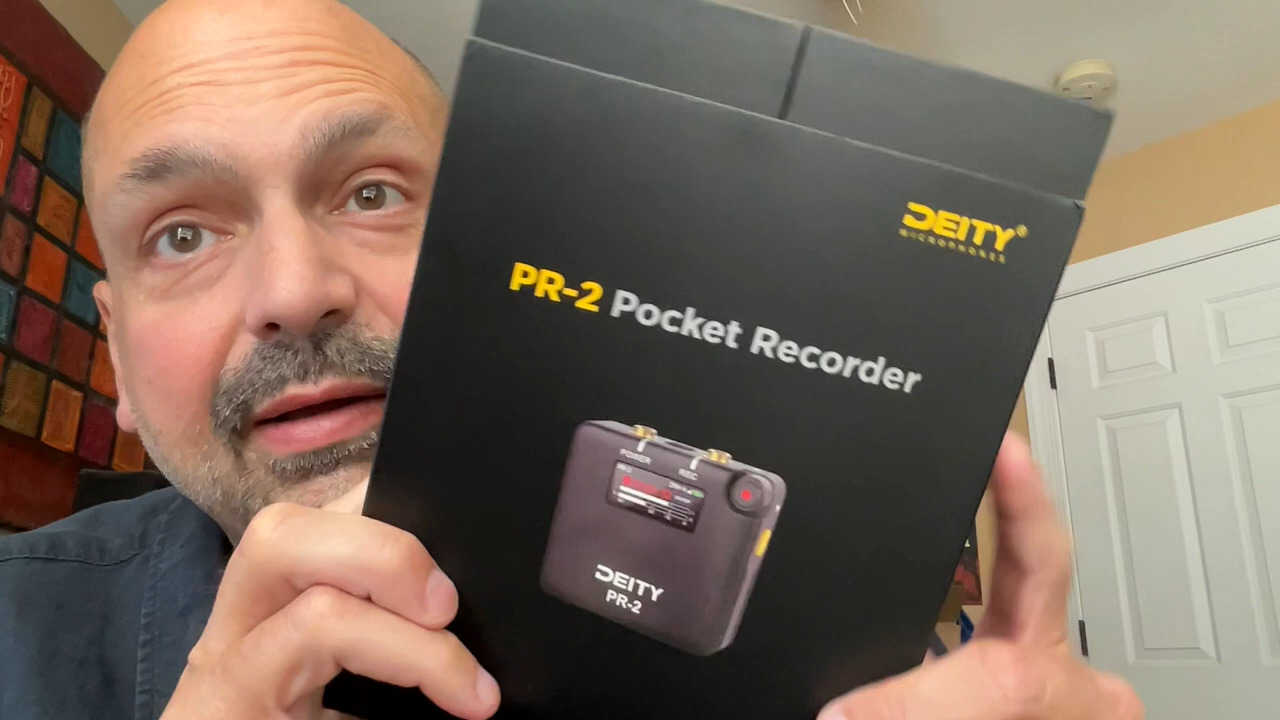 DEITY®
MICROPHONES
PR-2 Pocket Recorder
POWER
REC
DEITY
PR-2